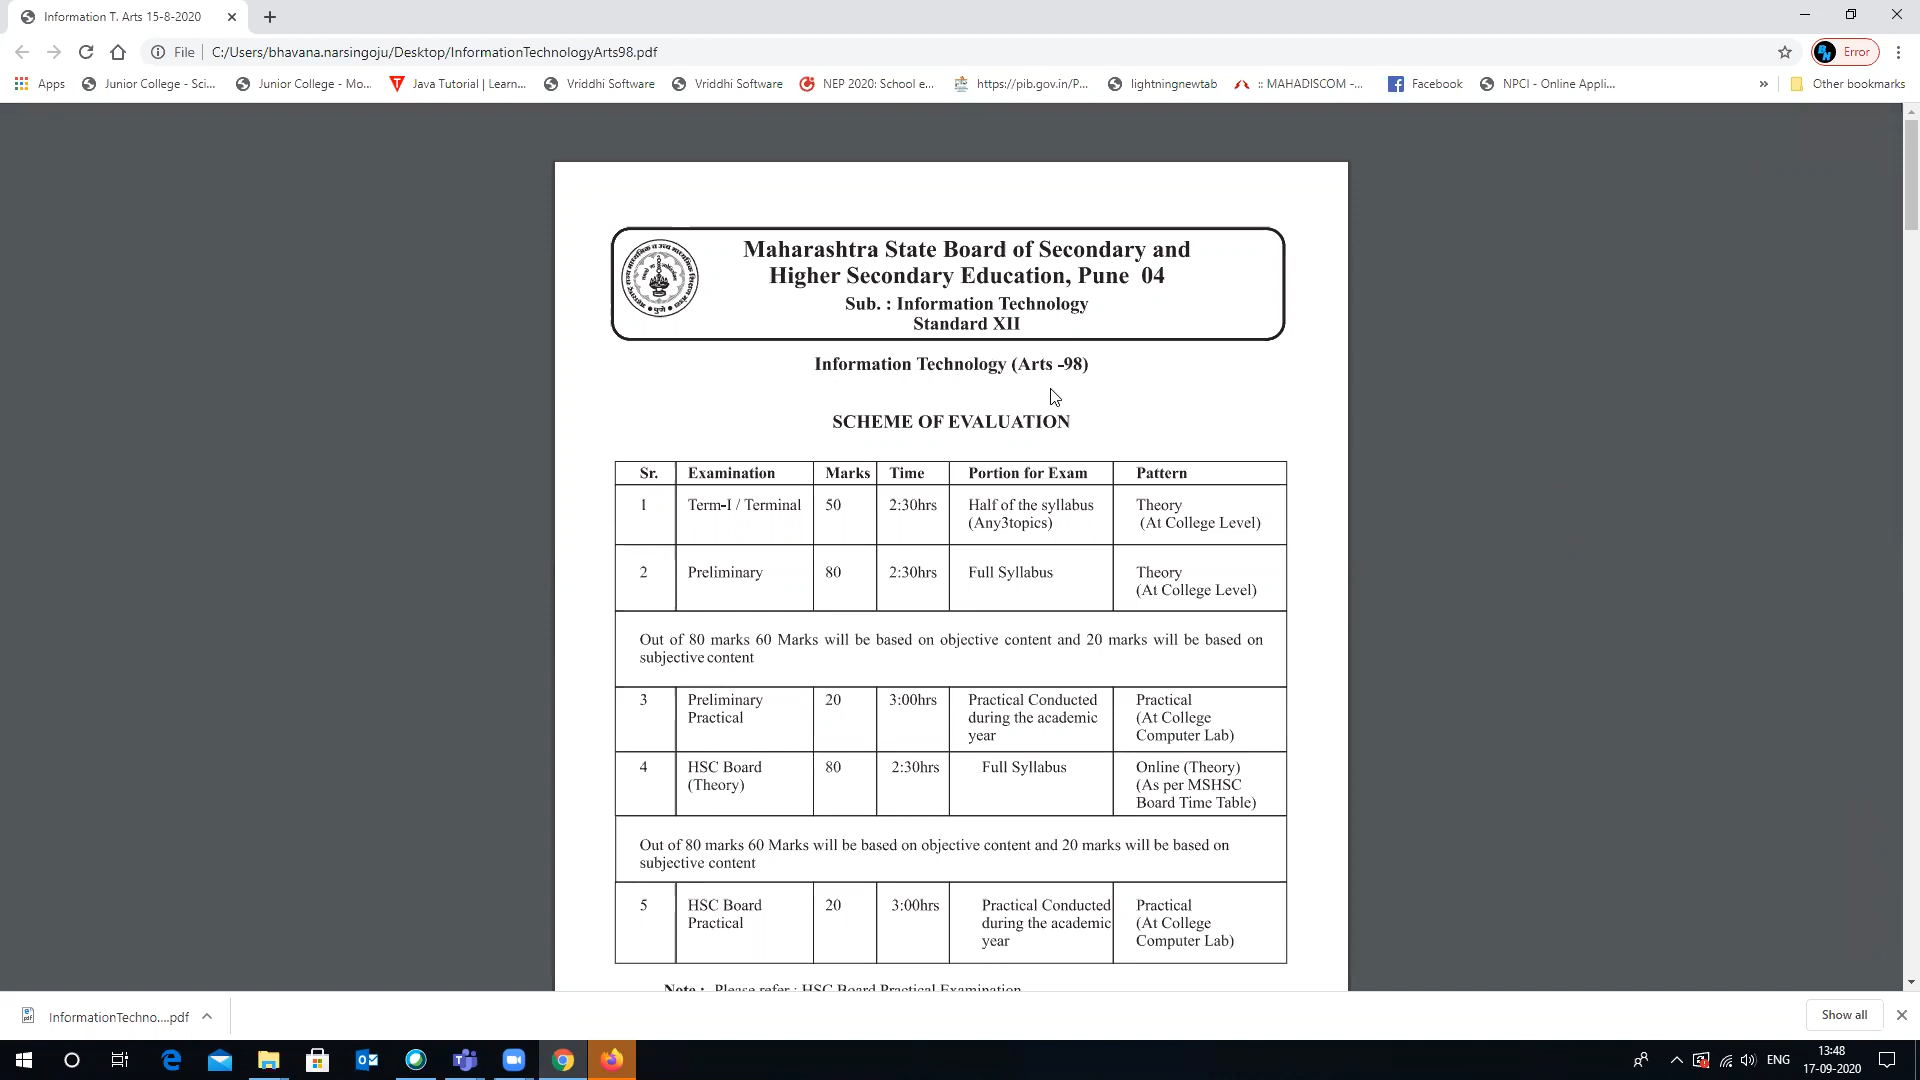 Information T. Arts 15-8-2020
File C:/Users/bhavana.narsingoju/Desktop/InformationTechnologyArts98.pdf
Error
Apps Junior College - Sci... Junior College - Mo... Java Tutorial | Learn... Vriddhi Software Vriddhi Software NEP 2020: School e... https://pib.gov.in/P... lightningnewtab :: MAHADISCOM -... Facebook NPCI - Online Appli... » Other bookmarks
Maharashtra State Board of Secondary and
Higher Secondary Education, Pune 04
Sub. : Information Technology
Standard XII
Information Technology (Arts -98)
SCHEME OF EVALUATION
Sr. Examination Marks Time Portion for Exam Pattern
1 Term-I / Terminal 50 2:30hrs Half of the syllabus Theory
(Any3topics) (At College Level)
2 Preliminary 80 2:30hrs Full Syllabus Theory
(At College Level)
Out of 80 marks 60 Marks will be based on objective content and 20 marks will be based on
subjective content
3 Preliminary 20 3:00hrs Practical Conducted Practical
Practical during the academic (At College
year Computer Lab)
4 HSC Board 80 2:30hrs Full Syllabus Online (Theory)
(Theory) (As per MSHSC
Board Time Table)
Out of 80 marks 60 Marks will be based on objective content and 20 marks will be based on
subjective content
5 HSC Board 20 3:00hrs Practical Conducted Practical
Practical during the academic (At College
year Computer Lab)
Note : Please refer : HSC Board Practical Examination
InformationTechno....pdf Show all
ENG 13:48
17-09-2020